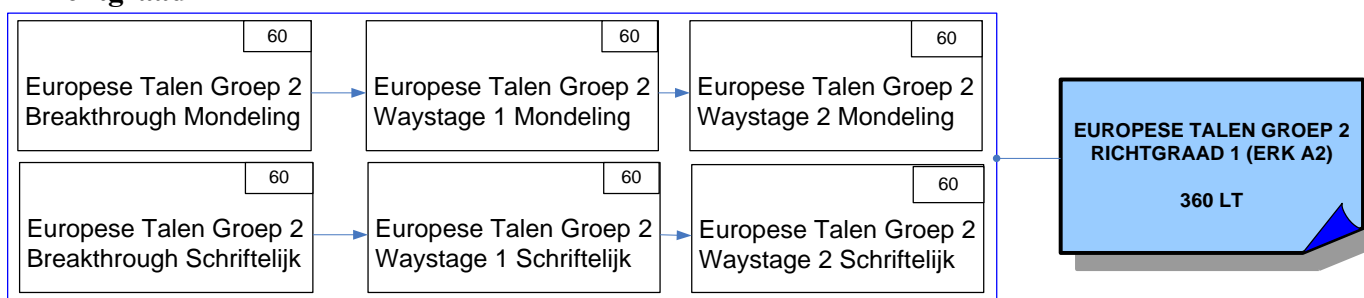 60
Europese Talen Groep 2
Breakthrough Mondeling
60
Europese Talen Groep 2
Waystage 1 Mondeling
60
Europese Talen Groep 2
Waystage 2 Mondeling
60
Europese Talen Groep 2
Breakthrough Schriftelijk
60
Europese Talen Groep 2
Waystage 1 Schriftelijk
60
Europese Talen Groep 2
Waystage 2 Schriftelijk
EUROPESE TALEN GROEP 2
RICHTGRAAD 1 (ERK A2)
360 LT